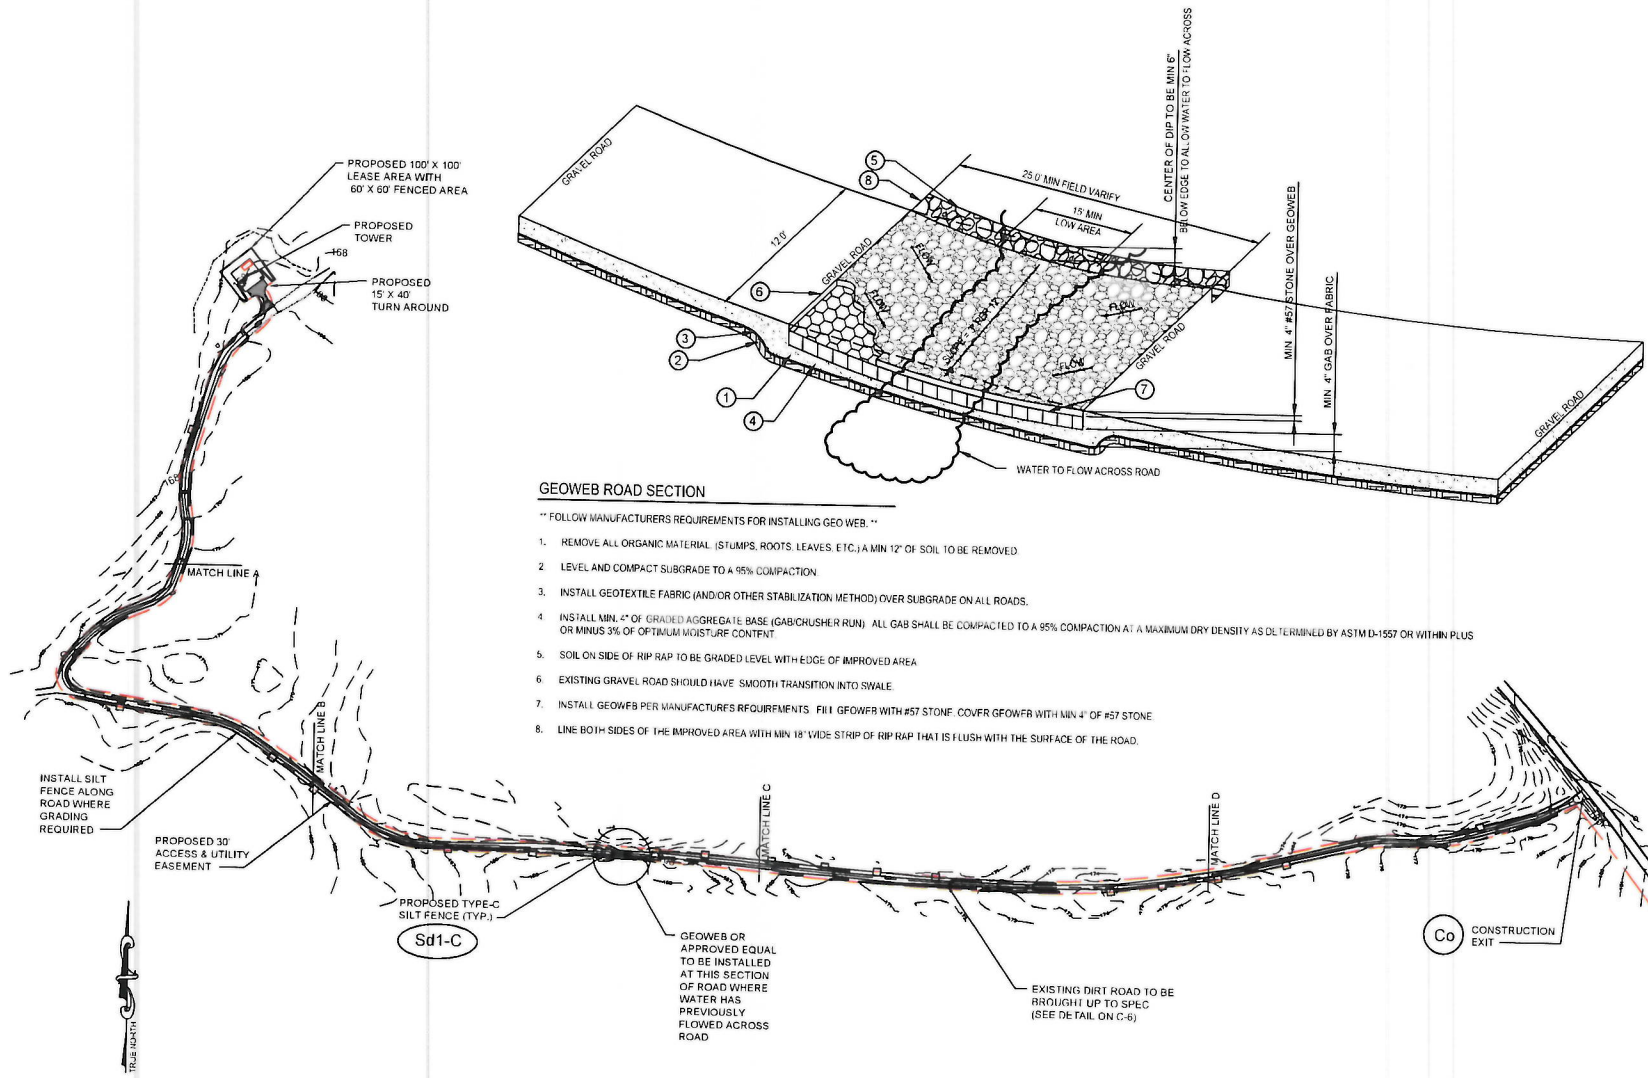 PROPOSED 100' X 100'
LEASE AREA WITH
60' X 60' FENCED AREA
PROPOSED
TOWER
168
PROPOSED
15' X 40'
TURN AROUND
168
MATCH LINE A
MATCH LINE B
INSTALL SILT
FENCE ALONG
ROAD WHERE
GRADING
REQUIRED
PROPOSED 30'
ACCESS & UTILITY
EASEMENT
TRUE NORTH
GRAVEL ROAD
12.0'
GRAVEL ROAD
5
8
6
3
2
1
4
7
25.0' MIN FIELD VARIFY
15' MIN
LOW AREA
CENTER OF DIP TO BE MIN 6"
BELOW EDGE TO ALLOW WATER TO FLOW ACROSS
MIN 4" #57 STONE OVER GEOWEB
MIN 4" GAB OVER FABRIC
FLOW
FLOW
FLOW
FLOW
GRAVEL ROAD
GRAVEL ROAD
WATER TO FLOW ACROSS ROAD
GEOWEB ROAD SECTION
** FOLLOW MANUFACTURERS REQUIREMENTS FOR INSTALLING GEO WEB. **
1. REMOVE ALL ORGANIC MATERIAL. (STUMPS, ROOTS, LEAVES, ETC.) A MIN 12" OF SOIL TO BE REMOVED
2. LEVEL AND COMPACT SUBGRADE TO A 95% COMPACTION
3. INSTALL GEOTEXTILE FABRIC (AND/OR OTHER STABILIZATION METHOD) OVER SUBGRADE ON ALL ROADS.
4 INSTALL MIN. 4" OF GRADED AGGREGATE BASE (GAB/CRUSHER RUN) ALL GAB SHALL BE COMPACTED TO A 95% COMPACTION AT A MAXIMUM DRY DENSITY AS DETERMINED BY ASTM D-1557 OR WITHIN PLUS
OR MINUS 3% OF OPTIMUM MOISTURE CONTENT
5. SOIL ON SIDE OF RIP RAP TO BE GRADED LEVEL WITH EDGE OF IMPROVED AREA
6 EXISTING GRAVEL ROAD SHOULD HAVE SMOOTH TRANSITION INTO SWALE
7. INSTALL GEOWEB PER MANUFACTURES REQUIREMENTS FILL GEOWEB WITH #57 STONE. COVER GEOWEB WITH MIN 4" OF #57 STONE
8. LINE BOTH SIDES OF THE IMPROVED AREA WITH MIN 18" WIDE STRIP OF RIP RAP THAT IS FLUSH WITH THE SURFACE OF THE ROAD.
MATCH LINE C
MATCH LINE D
PROPOSED TYPE-C
SILT FENCE (TYP.)
Sd1-C
GEOWEB OR
APPROVED EQUAL
TO BE INSTALLED
AT THIS SECTION
OF ROAD WHERE
WATER HAS
PREVIOUSLY
FLOWED ACROSS
ROAD
EXISTING DIRT ROAD TO BE
BROUGHT UP TO SPEC
(SEE DETAIL ON C-6)
Co
CONSTRUCTION
EXIT